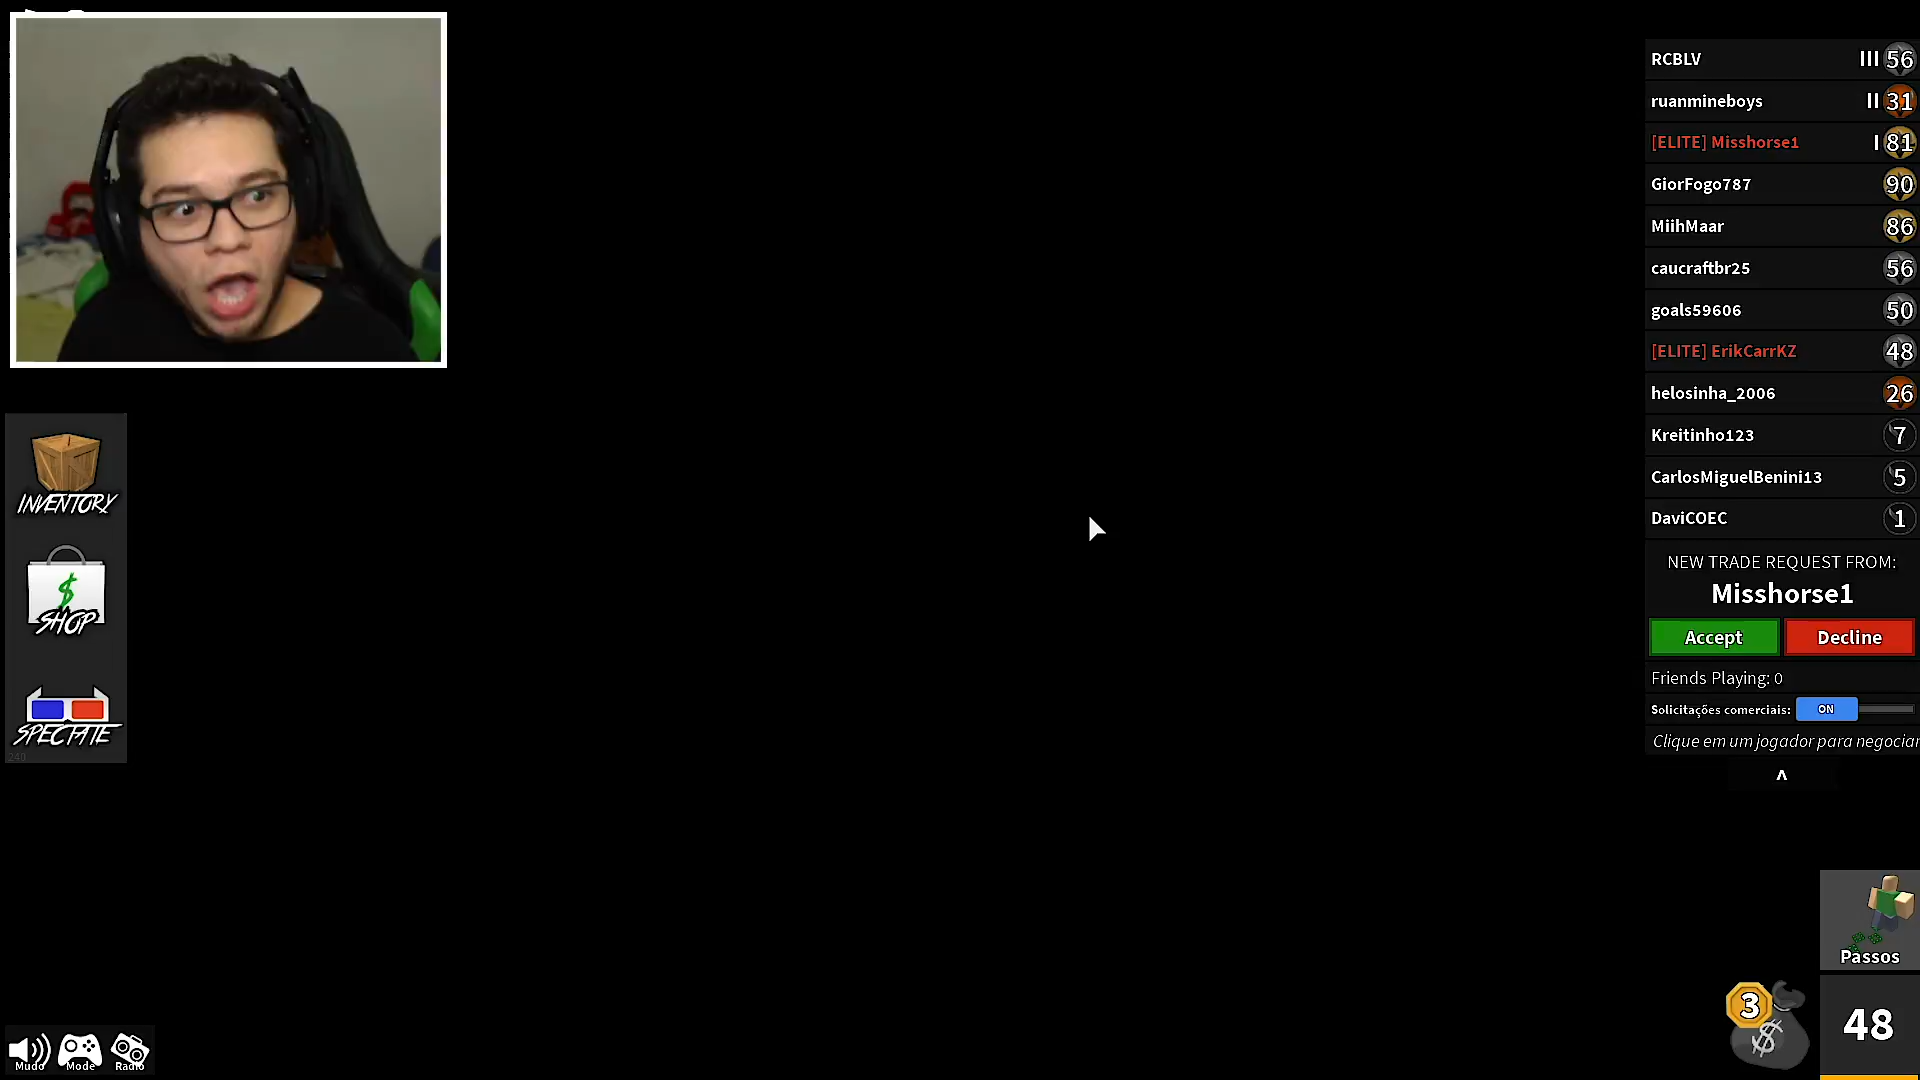 RCBLV III 56
ruanmineboys II 31
[ELITE] Misshorse1 I 81
GiorFogo787 90
MiihMaar 86
caucraftbr25 56
goals59606 50
[ELITE] ErikCarrKZ 48
helosinha_2006 26
Kreitinho123 7
CarlosMiguelBenini13 5
DaviCOEC 1
NEW TRADE REQUEST FROM:
Misshorse1
Accept Decline
Friends Playing: 0
Solicitações comerciais: ON
Clique em um jogador para negociar
INVENTORY
$
SHOP
SPECTATE
240
Passos
3
$
48
Mudo Mode Radio